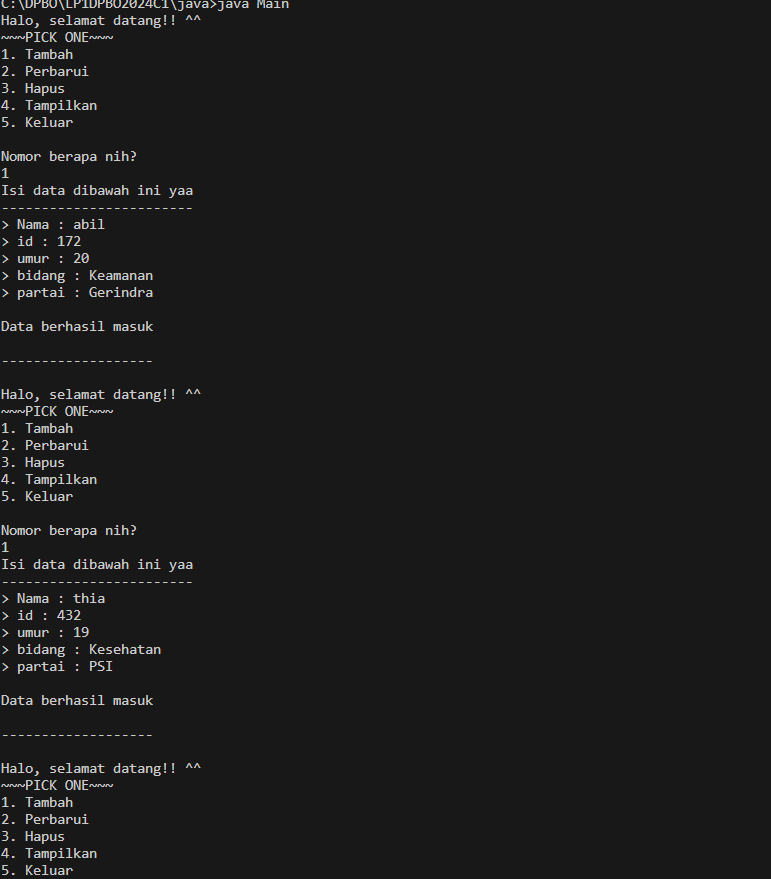 C:\DPBO\LP1DPBO2024C1\java>java Main
Halo, selamat datang!! ^^
~~~PICK ONE~~~
1. Tambah
2. Perbarui
3. Hapus
4. Tampilkan
5. Keluar
Nomor berapa nih?
1
Isi data dibawah ini yaa
------------------------
> Nama : abil
> id : 172
> umur : 20
> bidang : Keamanan
> partai : Gerindra
Data berhasil masuk
-------------------
Halo, selamat datang!! ^^
~~~PICK ONE~~~
1. Tambah
2. Perbarui
3. Hapus
4. Tampilkan
5. Keluar
Nomor berapa nih?
1
Isi data dibawah ini yaa
------------------------
> Nama : thia
> id : 432
> umur : 19
> bidang : Kesehatan
> partai : PSI
Data berhasil masuk
-------------------
Halo, selamat datang!! ^^
~~~PICK ONE~~~
1. Tambah
2. Perbarui
3. Hapus
4. Tampilkan
5. Keluar